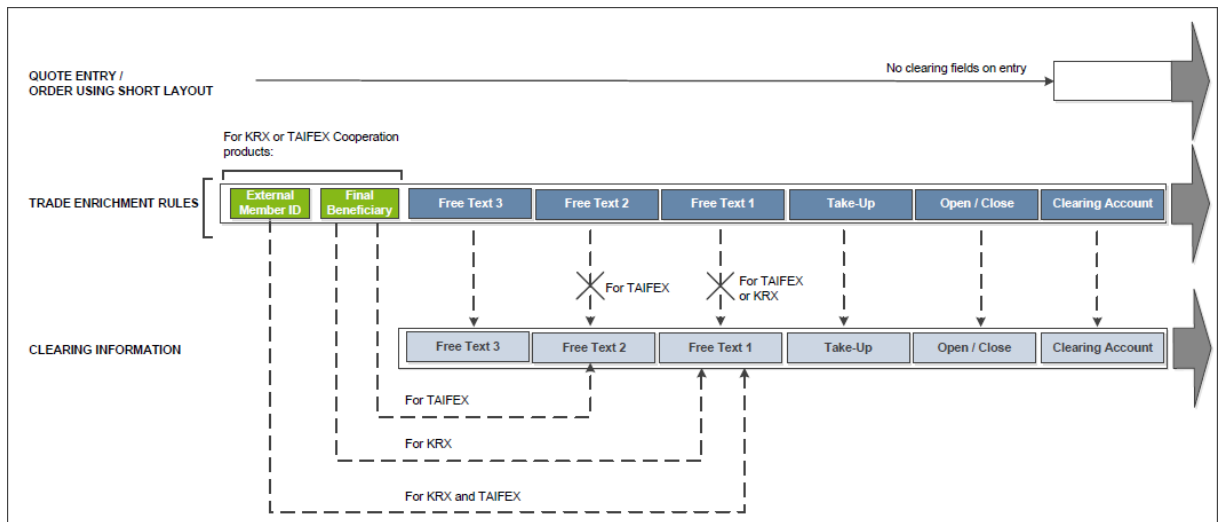 No clearing fields on entry
QUOTE ENTRY /
ORDER USING SHORT LAYOUT
For KRX or TAIFEX Cooperation
products:
TRADE ENRICHMENT RULES
External
Member ID
Final
Beneficiary
Free Text 3
Free Text 2
Free Text 1
Take-Up
Open / Close
Clearing Account
For TAIFEX
For TAIFEX
or KRX
CLEARING INFORMATION
Free Text 3
Free Text 2
Free Text 1
Take-Up
Open / Close
Clearing Account
For TAIFEX
For KRX
For KRX and TAIFEX